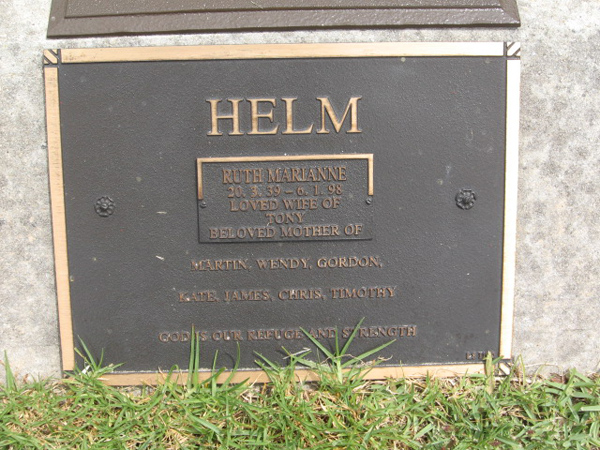 HELM
RUTH MARIANNE
20. 3. 39 – 6. 1. 98
LOVED WIFE OF
TONY
BELOVED MOTHER OF
MARTIN, WENDY, GORDON,
KATE, JAMES, CHRIS, TIMOTHY
GOD IS OUR REFUGE AND STRENGTH